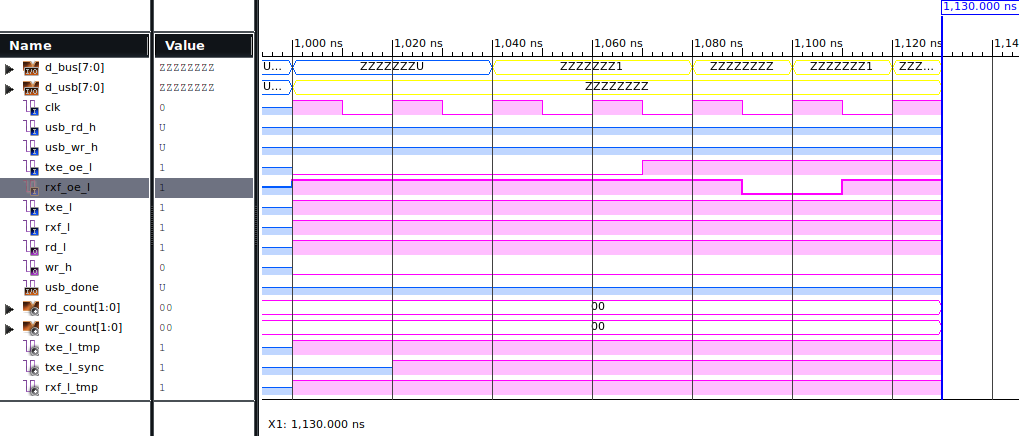 1,130.000 ns
1,000 ns 1,020 ns 1,040 ns 1,060 ns 1,080 ns 1,100 ns 1,120 ns 1,14
Name Value
d_bus[7:0] ZZZZZZZZ U... ZZZZZZZU ZZZZZZZ1 ZZZZZZZZ ZZZZZZZ1 ZZZ...
d_usb[7:0] ZZZZZZZZ U... ZZZZZZZZ
clk 0
usb_rd_h U
usb_wr_h U
txe_oe_l 1
rxf_oe_l 1
txe_l 1
rxf_l 1
rd_l 1
wr_h 0
usb_done U
rd_count[1:0] 00 00
wr_count[1:0] 00 00
txe_l_tmp 1
txe_l_sync 1
rxf_l_tmp 1
X1: 1,130.000 ns